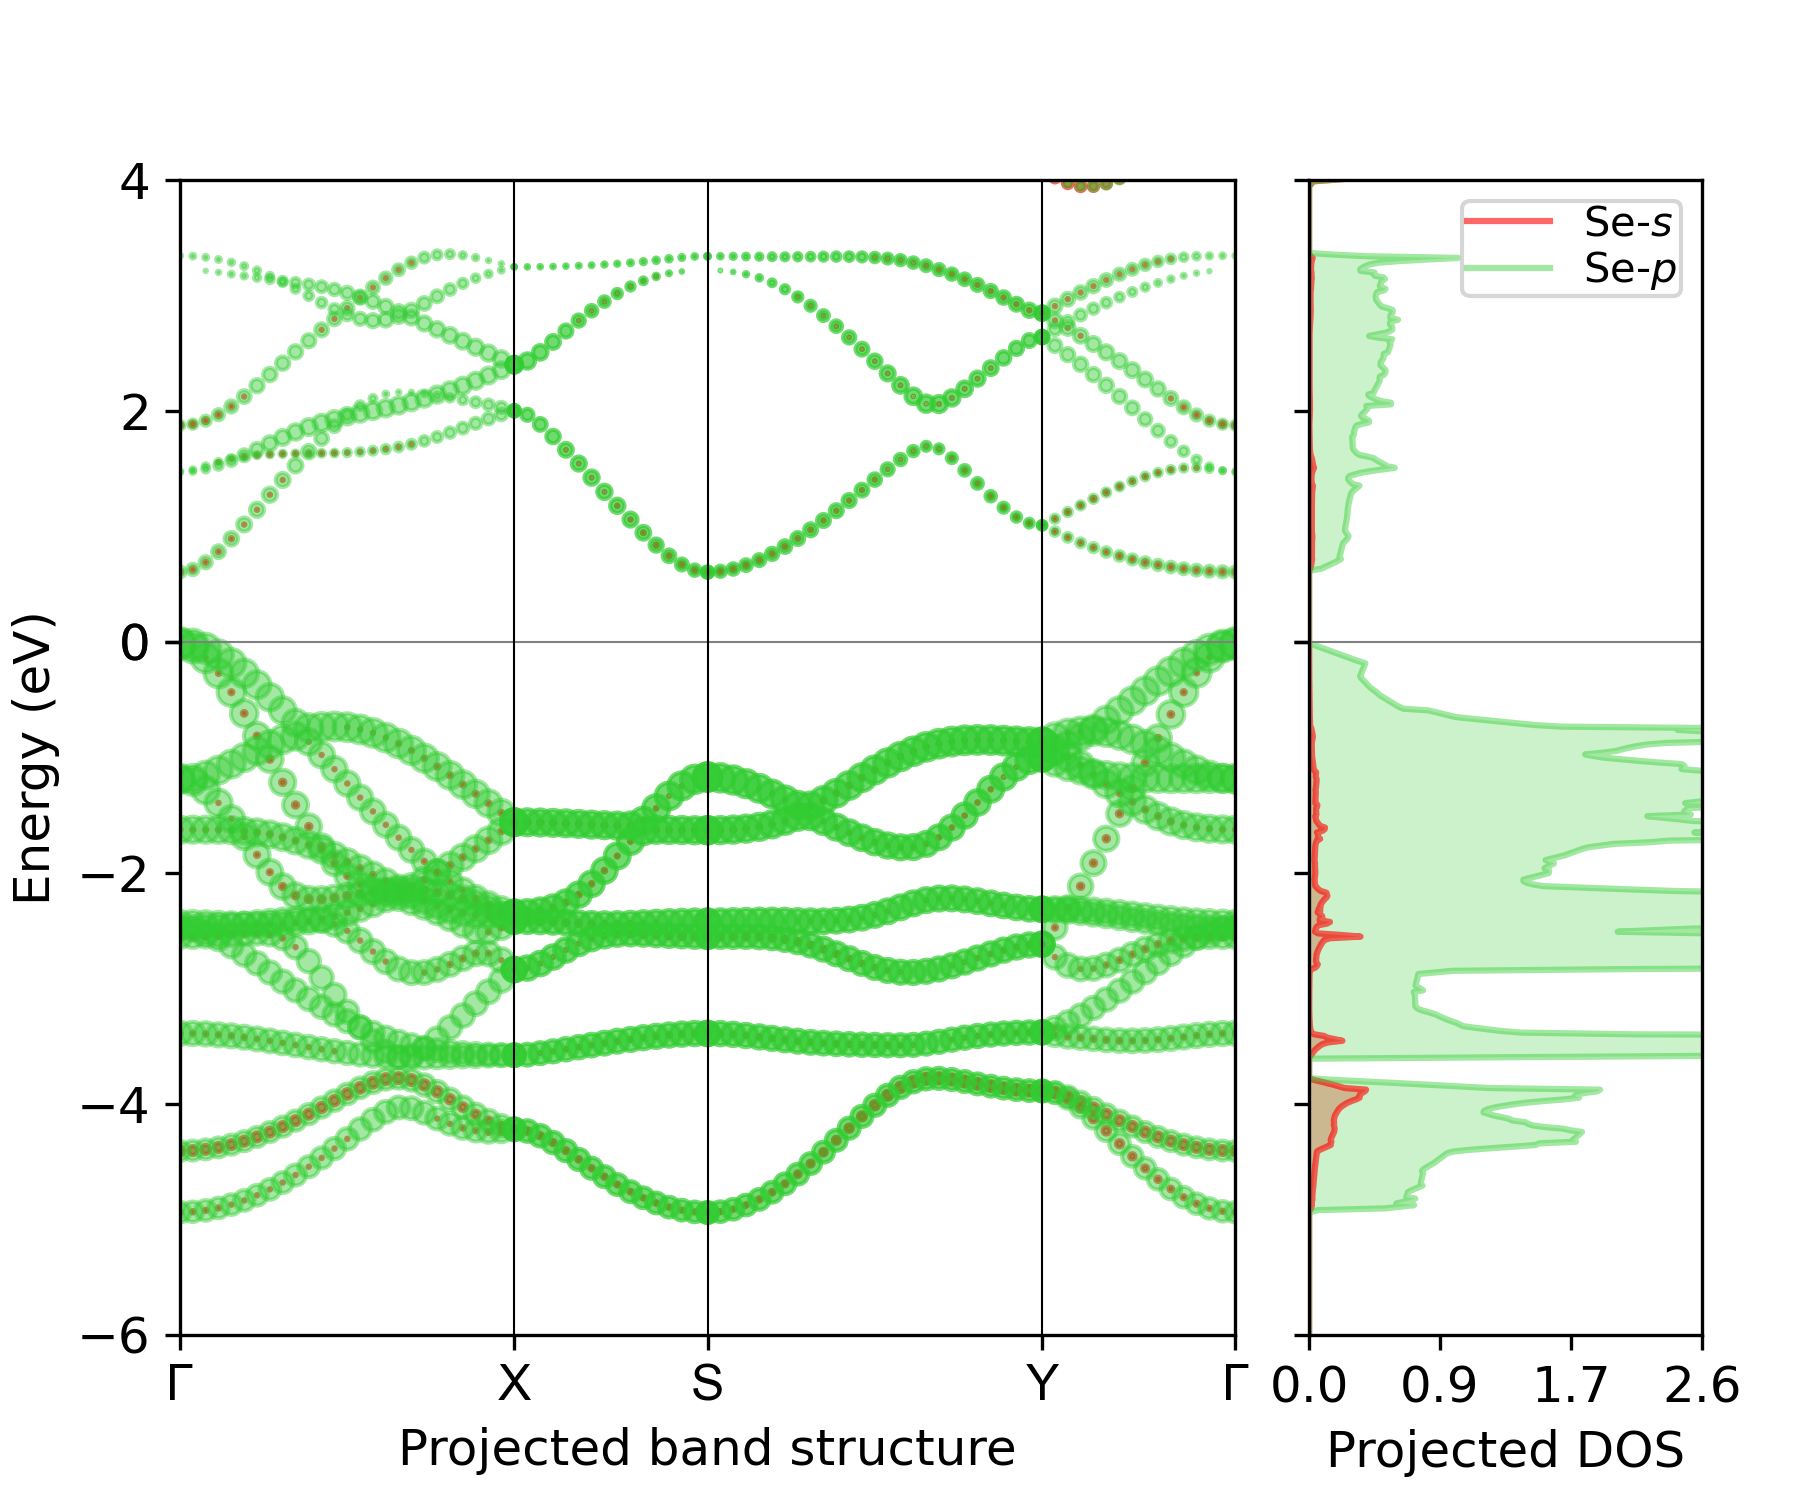 4
2
0
−2
−4
−6
Energy (eV)
Γ X S Y Γ
Projected band structure
Se-s
Se-p
0.0 0.9 1.7 2.6
Projected DOS